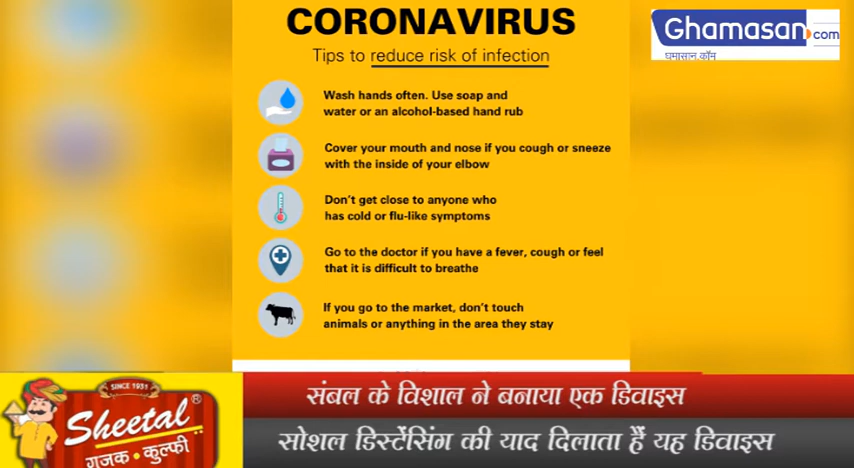 CORONAVIRUS
Tips to reduce risk of infection
Ghamasan.com
घमासान.कॉम
Wash hands often. Use soap and
water or an alcohol-based hand rub
Cover your mouth and nose if you cough or sneeze
with the inside of your elbow
Don't get close to anyone who
has cold or flu-like symptoms
Go to the doctor if you have a fever, cough or feel
that it is difficult to breathe
If you go to the market, don't touch
animals or anything in the area they stay
SINCE 1951
Sheetal®
गजक • कुल्फी
संबल के विशाल ने बनाया एक डिवाइस
सोशल डिस्टेंसिंग की याद दिलाता हैं यह डिवाइस